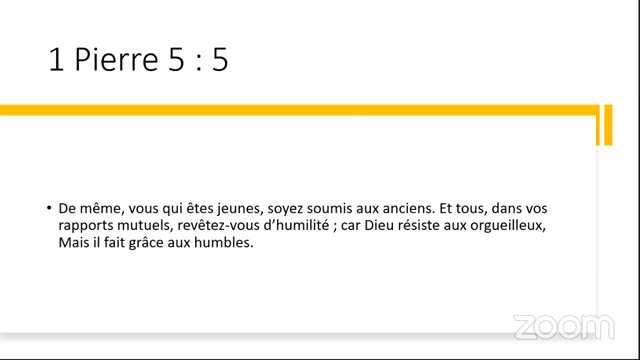 1 Pierre 5 : 5
• De même, vous qui êtes jeunes, soyez soumis aux anciens. Et tous, dans vos
rapports mutuels, revêtez-vous d’humilité ; car Dieu résiste aux orgueilleux,
Mais il fait grâce aux humbles.
zoom